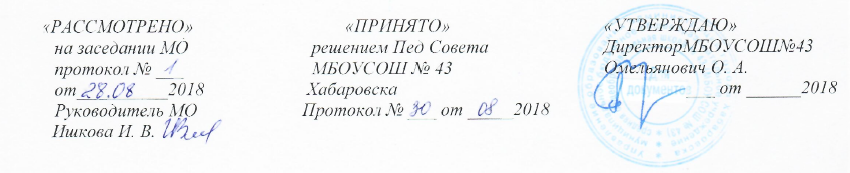 «РАССМОТРЕНО»
на заседании МО
протокол № 1
от 28.08 2018
Руководитель МО
Ишкова И. В.
«ПРИНЯТО»
решением Пед Совета
МБОУСОШ № 43
Хабаровска
Протокол № 30 от 08 2018
«УТВЕРЖДАЮ»
ДиректорМБОУСОШ№43
Омельянович О. А.
___ от ______2018